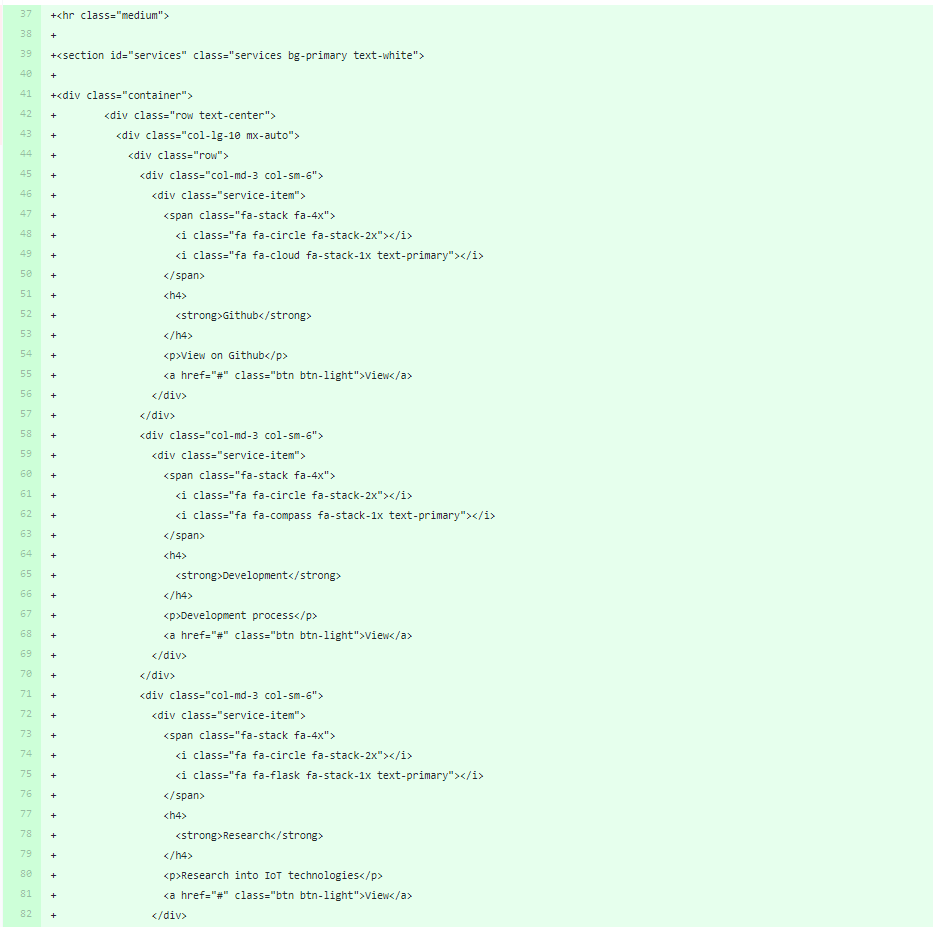 37 +<hr class="medium">
38 +
39 +<section id="services" class="services bg-primary text-white">
40 +
41 +<div class="container">
42 +        <div class="row text-center">
43 +          <div class="col-lg-10 mx-auto">
44 +            <div class="row">
45 +              <div class="col-md-3 col-sm-6">
46 +                <div class="service-item">
47 +                  <span class="fa-stack fa-4x">
48 +                    <i class="fa fa-circle fa-stack-2x"></i>
49 +                    <i class="fa fa-cloud fa-stack-1x text-primary"></i>
50 +                  </span>
51 +                  <h4>
52 +                    <strong>Github</strong>
53 +                  </h4>
54 +                  <p>View on Github</p>
55 +                  <a href="#" class="btn btn-light">View</a>
56 +                </div>
57 +              </div>
58 +              <div class="col-md-3 col-sm-6">
59 +                <div class="service-item">
60 +                  <span class="fa-stack fa-4x">
61 +                    <i class="fa fa-circle fa-stack-2x"></i>
62 +                    <i class="fa fa-compass fa-stack-1x text-primary"></i>
63 +                  </span>
64 +                  <h4>
65 +                    <strong>Development</strong>
66 +                  </h4>
67 +                  <p>Development process</p>
68 +                  <a href="#" class="btn btn-light">View</a>
69 +                </div>
70 +              </div>
71 +              <div class="col-md-3 col-sm-6">
72 +                <div class="service-item">
73 +                  <span class="fa-stack fa-4x">
74 +                    <i class="fa fa-circle fa-stack-2x"></i>
75 +                    <i class="fa fa-flask fa-stack-1x text-primary"></i>
76 +                  </span>
77 +                  <h4>
78 +                    <strong>Research</strong>
79 +                  </h4>
80 +                  <p>Research into IoT technologies</p>
81 +                  <a href="#" class="btn btn-light">View</a>
82 +                </div>